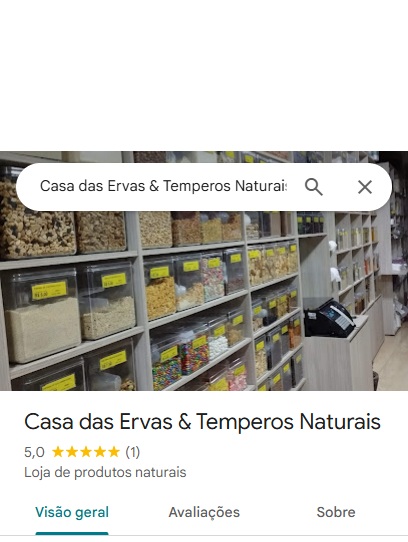 Casa das Ervas & Temperos Naturais
Casa das Ervas & Temperos Naturais
5,0 ★★★★★ (1)
Loja de produtos naturais
Visão geral
Avaliações
Sobre